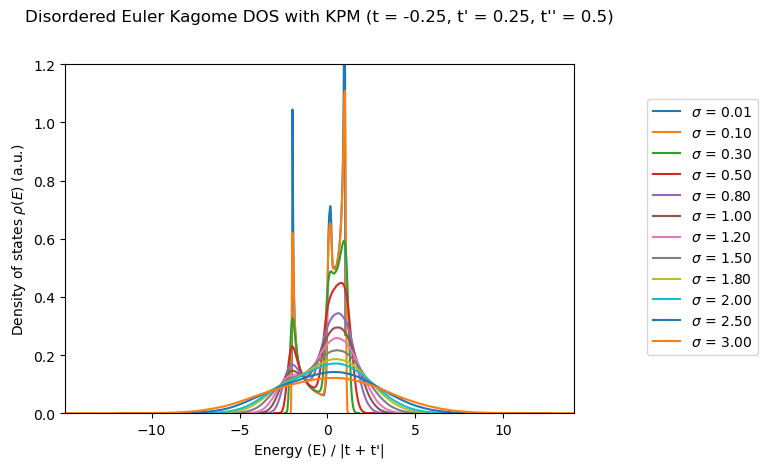 Disordered Euler Kagome DOS with KPM (t = -0.25, t' = 0.25, t'' = 0.5)
1.2
1.0
0.8
0.6
0.4
0.2
0.0
Density of states ρ(E) (a.u.)
−10
−5
0
5
10
Energy (E) / |t + t'|
σ = 0.01
σ = 0.10
σ = 0.30
σ = 0.50
σ = 0.80
σ = 1.00
σ = 1.20
σ = 1.50
σ = 1.80
σ = 2.00
σ = 2.50
σ = 3.00